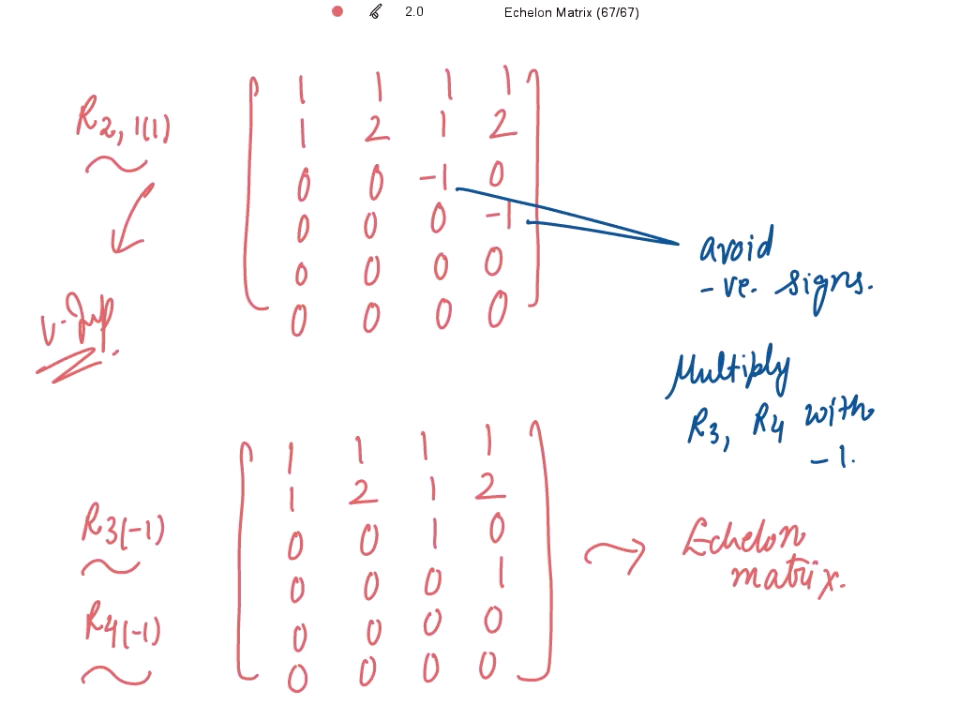 2.0 Echelon Matrix (67/67)
R2, 1(1)
1 1 1 1
1 2 1 2
0 0 -1 0
0 0 0 -1
0 0 0 0
0 0 0 0
avoid
-ve. signs.
V. Imp.
Multiply
R3, R4 with
-1.
R3(-1)
R4(-1)
1 1 1 1
1 2 1 2
0 0 1 0
0 0 0 1
0 0 0 0
0 0 0 0
Echelon
matrix.